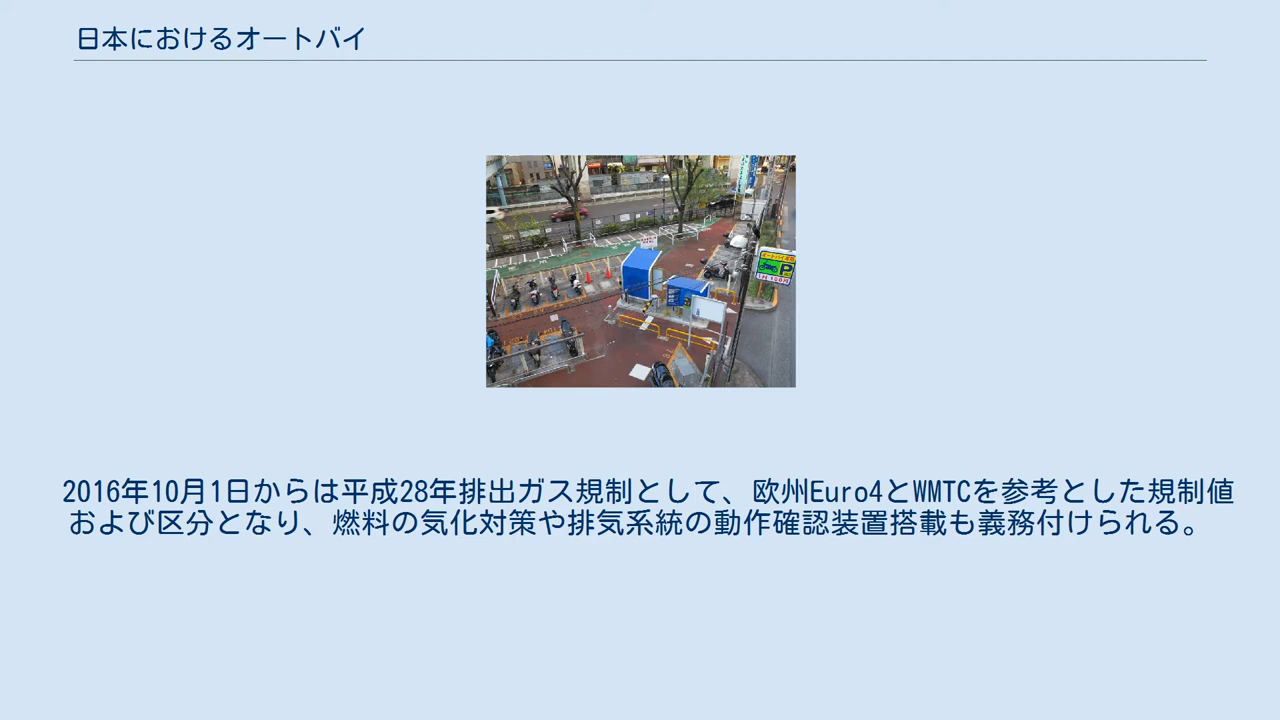 日本におけるオートバイ
2016年10月1日からは平成28年排出ガス規制として、欧州Euro4とWMTCを参考とした規制値
および区分となり、燃料の気化対策や排気系統の動作確認装置搭載も義務付けられる。